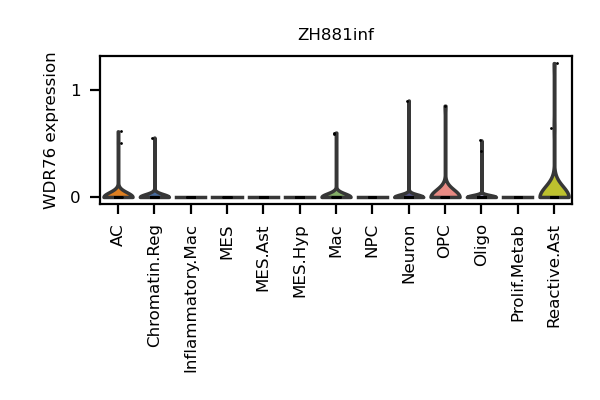 ZH881inf
WDR76 expression
1
0
AC
Chromatin.Reg
Inflammatory.Mac
MES
MES.Ast
MES.Hyp
Mac
NPC
Neuron
OPC
Oligo
Prolif.Metab
Reactive.Ast